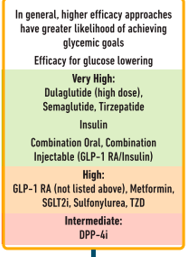 In general, higher efficacy approaches
have greater likelihood of achieving
glycemic goals
Efficacy for glucose lowering
Very High:
Dulaglutide (high dose),
Semaglutide, Tirzepatide
Insulin
Combination Oral, Combination
Injectable (GLP-1 RA/Insulin)
High:
GLP-1 RA (not listed above), Metformin,
SGLT2i, Sulfonylurea, TZD
Intermediate:
DPP-4i